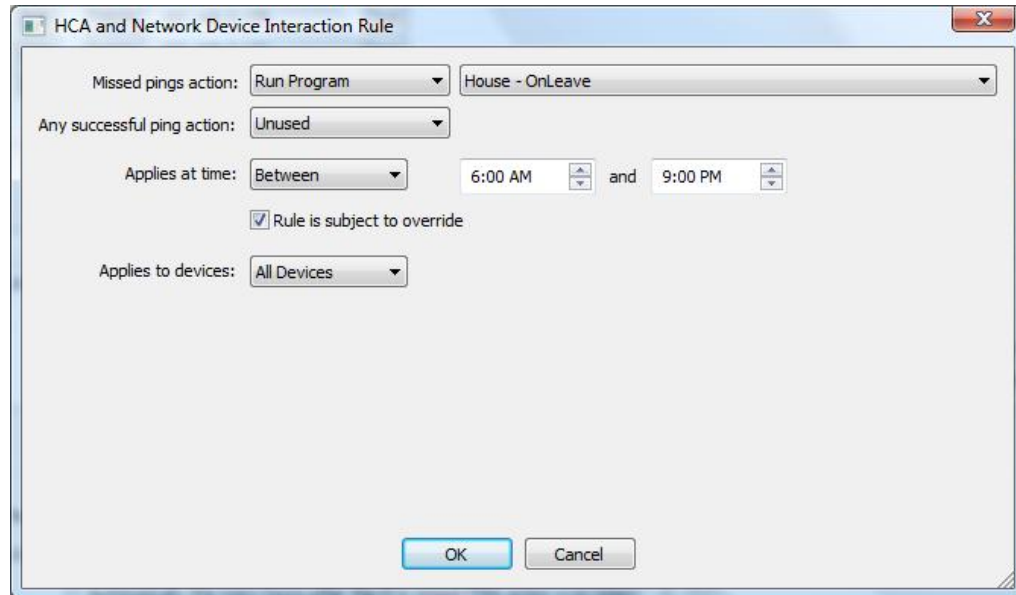 HCA and Network Device Interaction Rule
Missed pings action: Run Program House - OnLeave
Any successful ping action: Unused
Applies at time: Between 6:00 AM and 9:00 PM
Rule is subject to override
Applies to devices: All Devices
OK Cancel